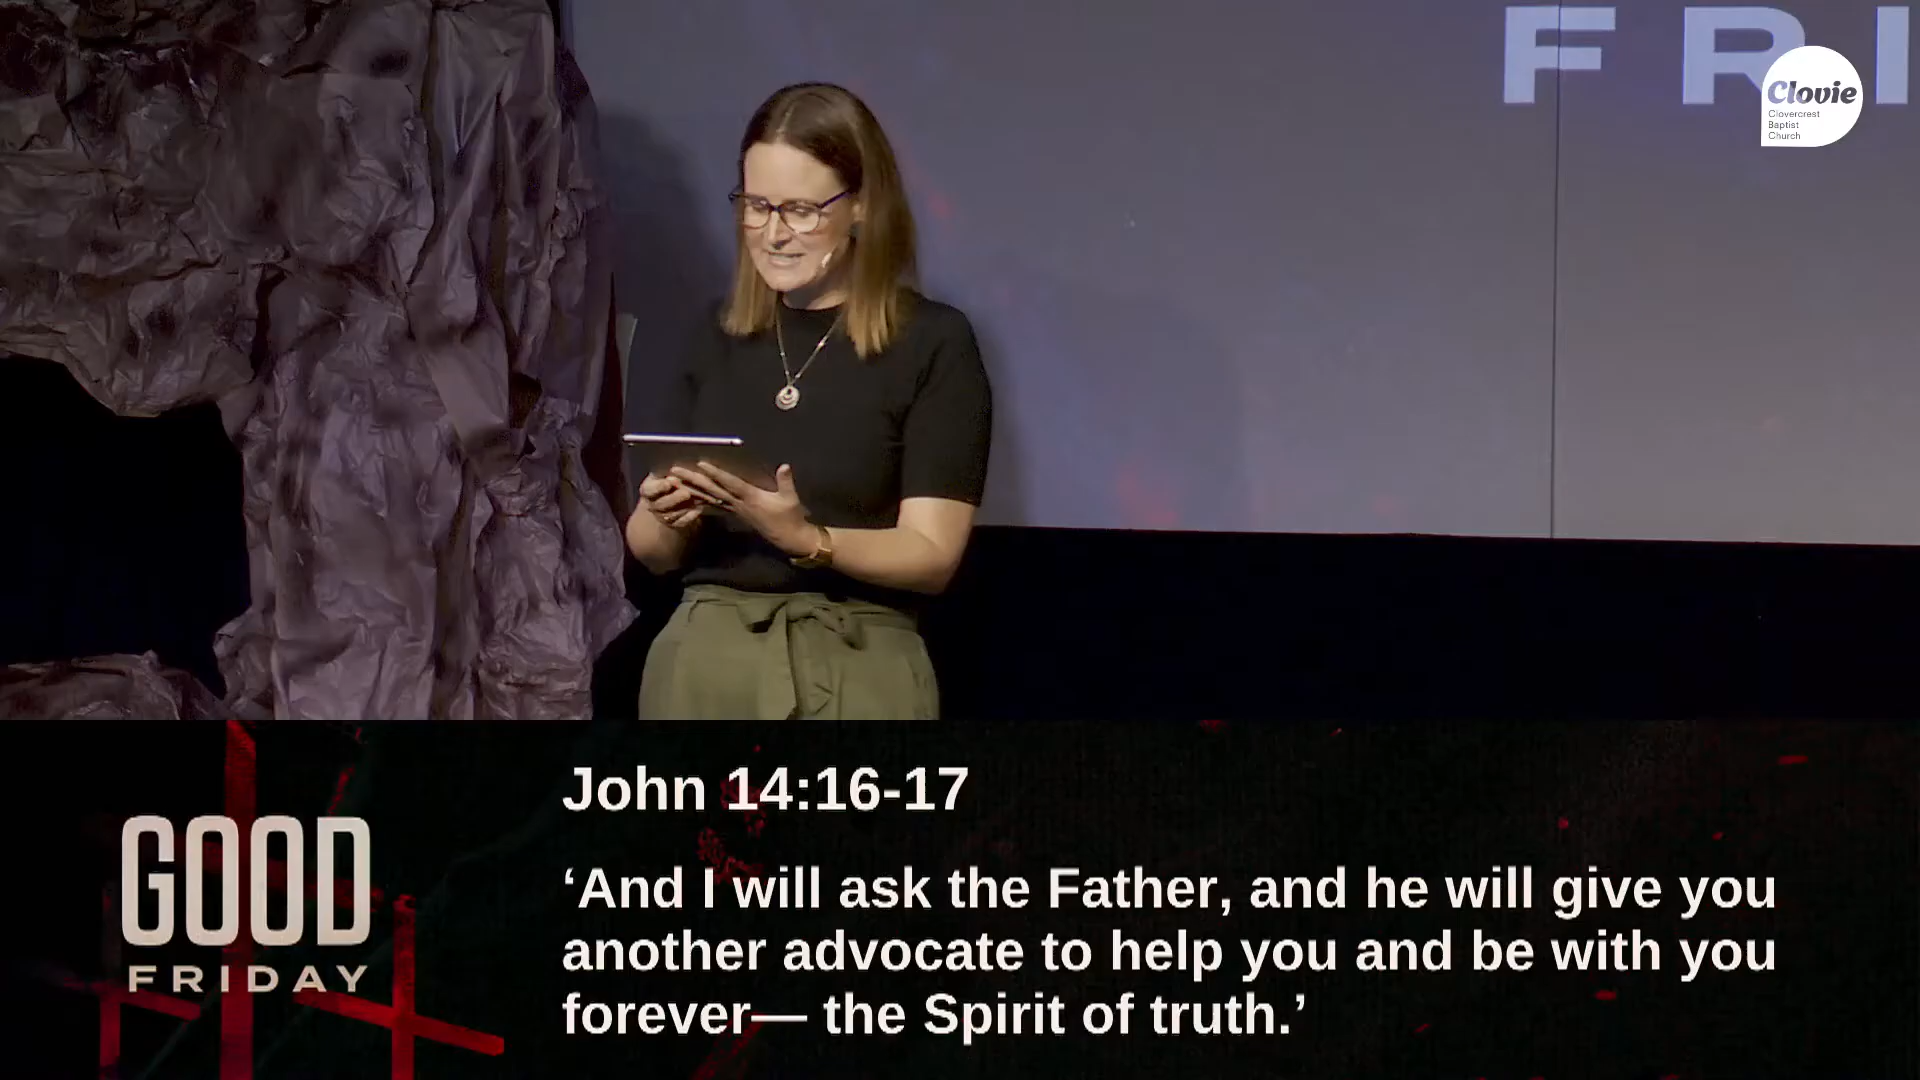 FRI
Clovie
Clovercrest
Baptist
Church
John 14:16-17
GOOD
FRIDAY
‘And I will ask the Father, and he will give you
another advocate to help you and be with you
forever— the Spirit of truth.’